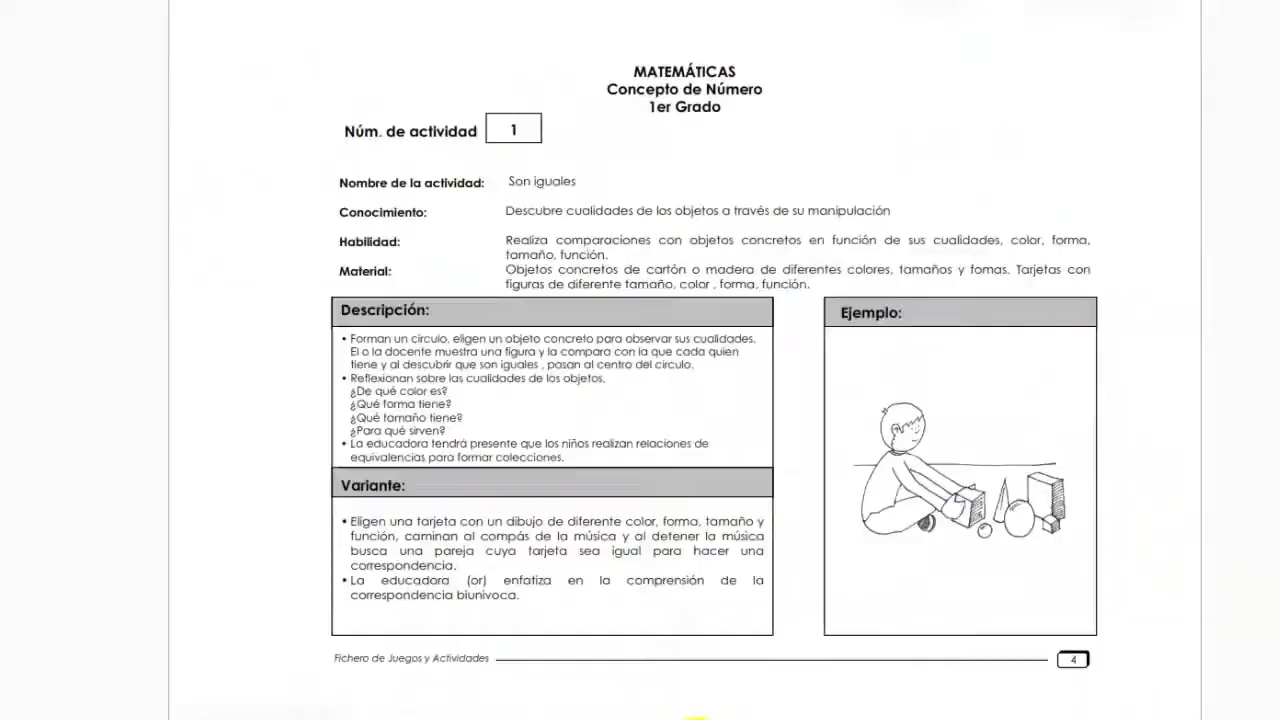 MATEMÁTICAS
Concepto de Número
1er Grado
Núm. de actividad 1
Nombre de la actividad: Son iguales
Conocimiento: Descubre cualidades de los objetos a través de su manipulación
Habilidad: Realiza comparaciones con objetos concretos en función de sus cualidades, color, forma,
tamaño, función.
Material: Objetos concretos de cartón o madera de diferentes colores, tamaños y fomas. Tarjetas con
figuras de diferente tamaño, color , forma, función.
Descripción:
• Forman un círculo, eligen un objeto concreto para observar sus cualidades.
El o la docente muestra una figura y la compara con la que cada quien
tiene y al descubrir que son iguales , pasan al centro del circulo.
• Reflexionan sobre las cualidades de los objetos.
¿De qué color es?
¿Qué forma tiene?
¿Qué tamaño tiene?
¿Para qué sirven?
• La educadora tendrá presente que los niños realizan relaciones de
equivalencias para formar colecciones.
Variante:
• Eligen una tarjeta con un dibujo de diferente color, forma, tamaño y
función, caminan al compás de la música y al detener la música
busca una pareja cuya tarjeta sea igual para hacer una
correspondencia.
• La educadora (or) enfatiza en la comprensión de la
correspondencia biunivoca.
Ejemplo:
Fichero de Juegos y Actividades 4